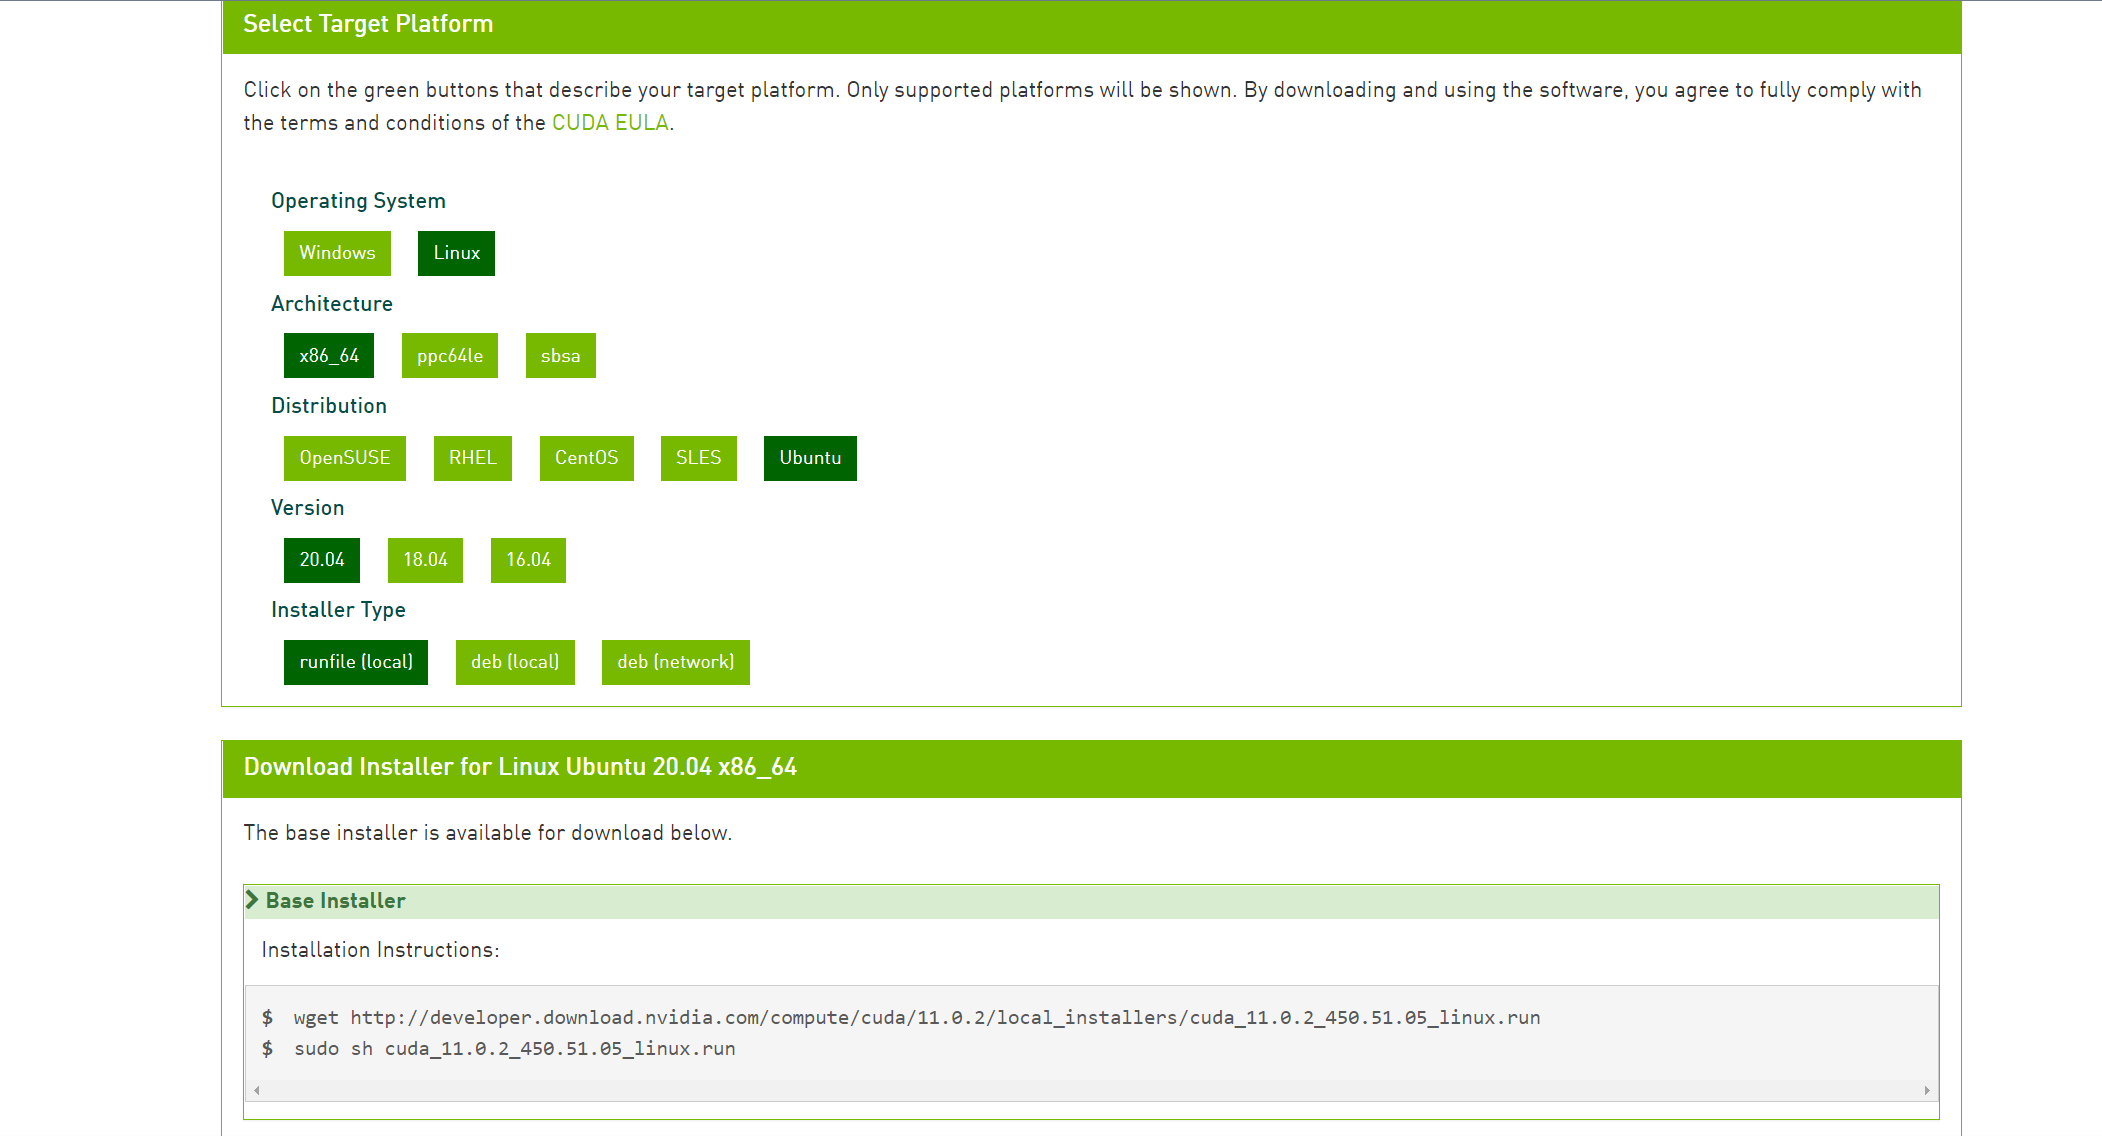 Select Target Platform
Click on the green buttons that describe your target platform. Only supported platforms will be shown. By downloading and using the software, you agree to fully comply with
the terms and conditions of the CUDA EULA.
Operating System
Windows Linux
Architecture
x86_64 ppc64le sbsa
Distribution
OpenSUSE RHEL CentOS SLES Ubuntu
Version
20.04 18.04 16.04
Installer Type
runfile (local) deb (local) deb (network)
Download Installer for Linux Ubuntu 20.04 x86_64
The base installer is available for download below.
Base Installer
Installation Instructions:
$ wget http://developer.download.nvidia.com/compute/cuda/11.0.2/local_installers/cuda_11.0.2_450.51.05_linux.run
$ sudo sh cuda_11.0.2_450.51.05_linux.run